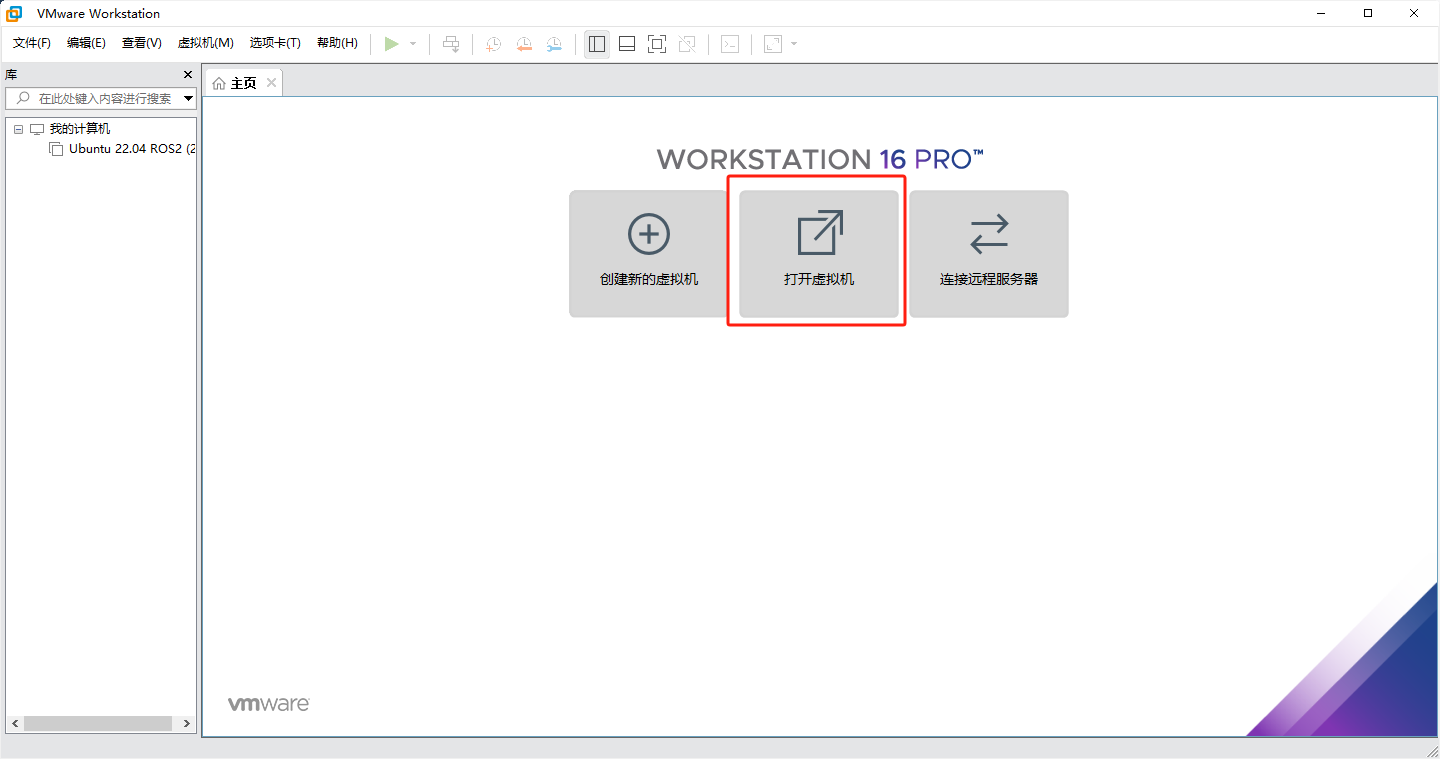 VMware Workstation
文件(F) 编辑(E) 查看(V) 虚拟机(M) 选项卡(T) 帮助(H)
库
主页
在此处键入内容进行搜索
我的计算机
Ubuntu 22.04 ROS2 (2
WORKSTATION 16 PRO™
创建新的虚拟机
打开虚拟机
连接远程服务器
vmware